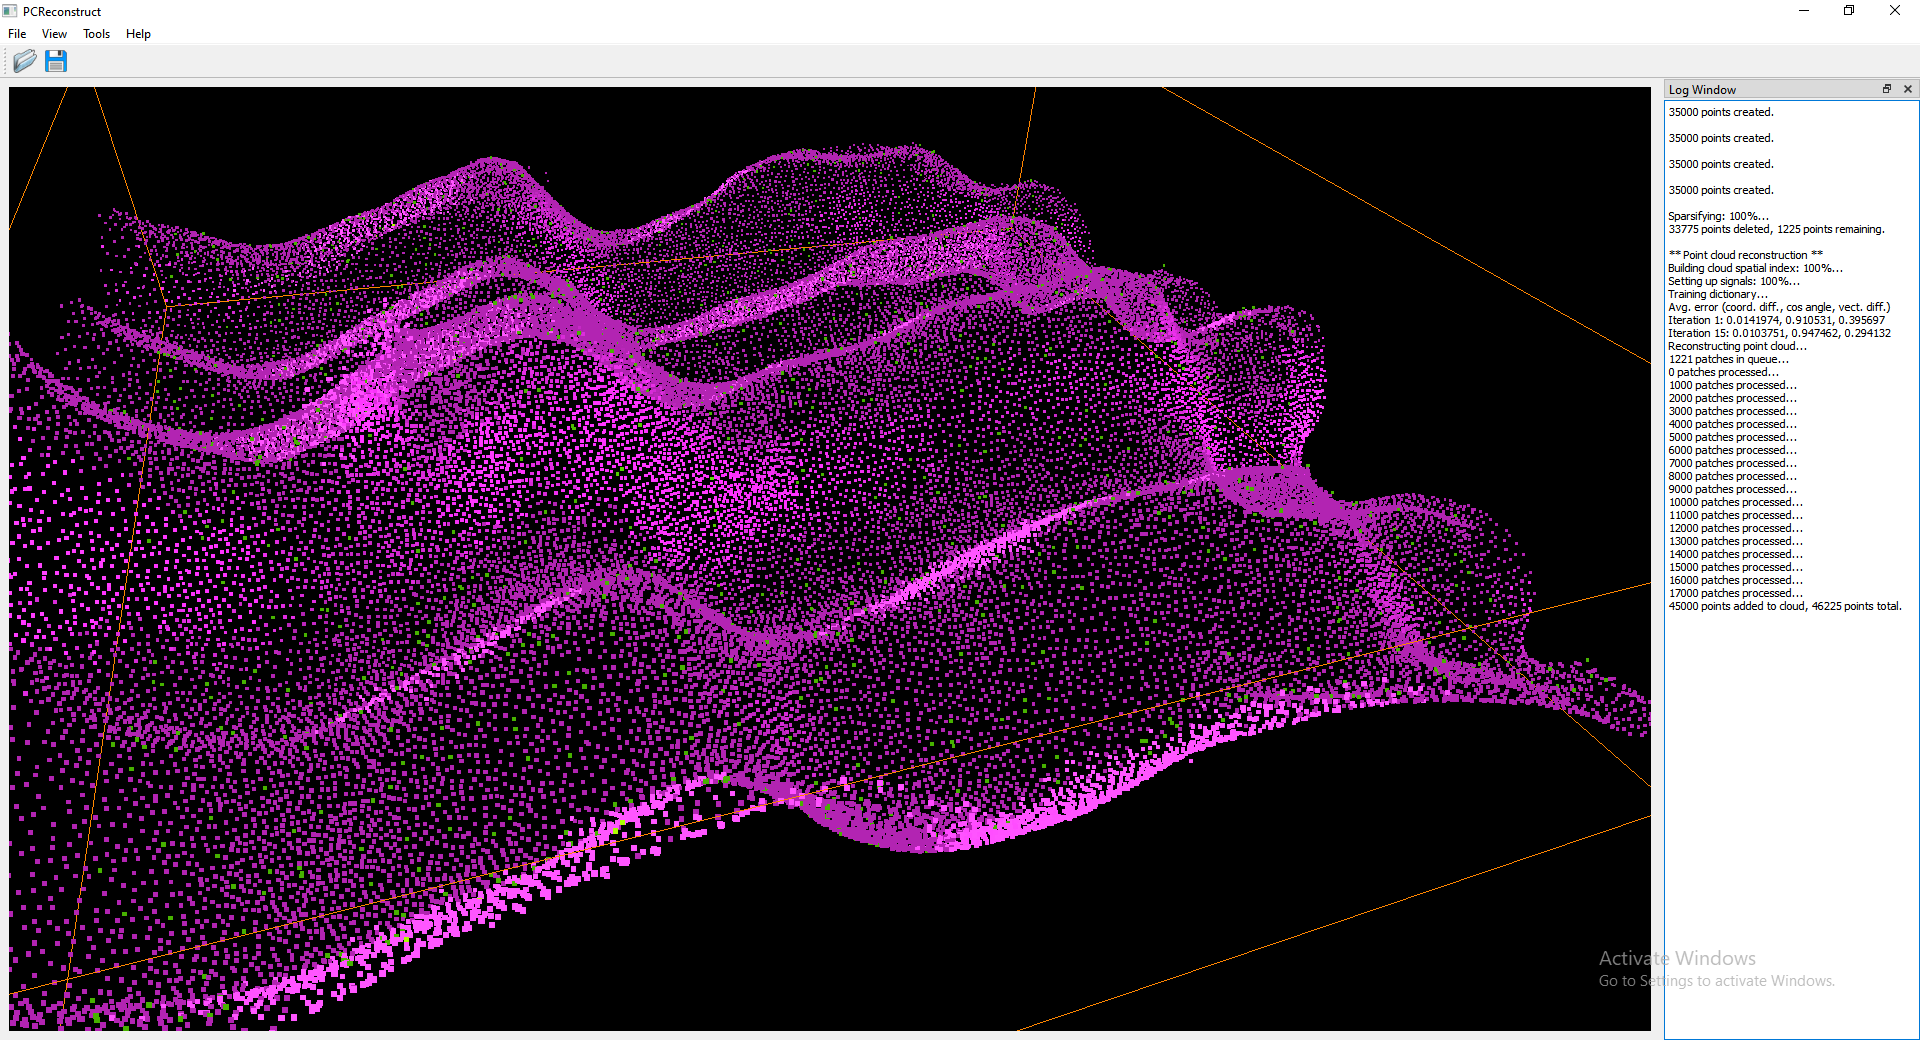 PCReconstruct
File View Tools Help
Log Window
35000 points created.
35000 points created.
35000 points created.
35000 points created.
Sparsifying: 100%...
33775 points deleted, 1225 points remaining.
** Point cloud reconstruction **
Building cloud spatial index: 100%...
Setting up signals: 100%...
Training dictionary...
Avg. error (coord. diff., cos angle, vect. diff.)
Iteration 1: 0.0141974, 0.910531, 0.395697
Iteration 15: 0.0103751, 0.947462, 0.294132
Reconstructing point cloud...
1221 patches in queue...
0 patches processed...
1000 patches processed...
2000 patches processed...
3000 patches processed...
4000 patches processed...
5000 patches processed...
6000 patches processed...
7000 patches processed...
8000 patches processed...
9000 patches processed...
10000 patches processed...
11000 patches processed...
12000 patches processed...
13000 patches processed...
14000 patches processed...
15000 patches processed...
16000 patches processed...
17000 patches processed...
45000 points added to cloud, 46225 points total.
Activate Windows
Go to Settings to activate Windows.